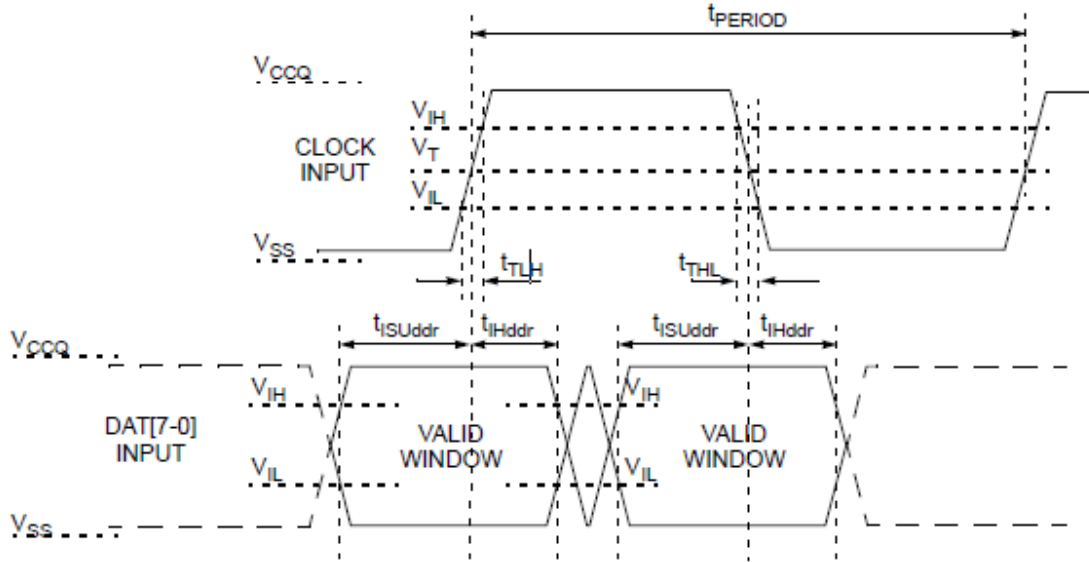 tPERIOD
VCCQ
VIH
CLOCK
INPUT
VT
VIL
VSS
tTLH
tTHL
tISUddr
tIHddr
tISUddr
tIHddr
VCCQ
VIH
VIH
DAT[7-0]
INPUT
VALID
WINDOW
VALID
WINDOW
VIL
VIL
VSS